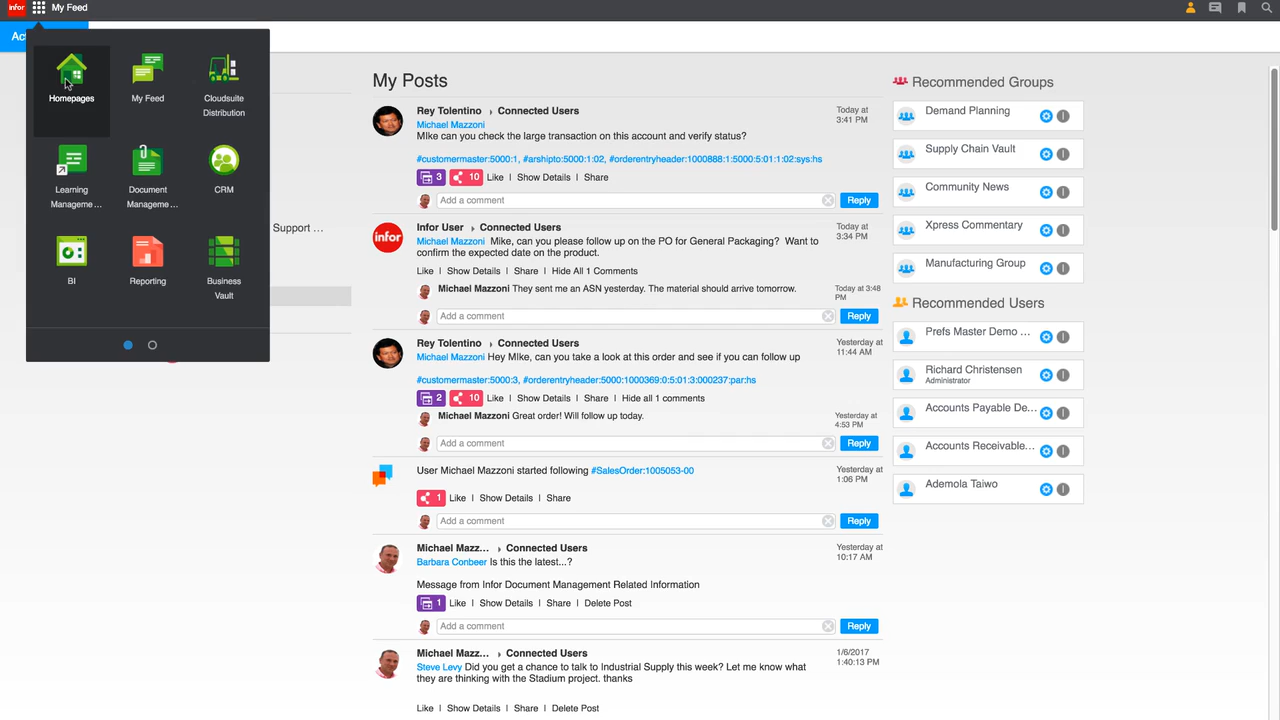 infor My Feed
Act
Homepages
My Feed
Cloudsuite
Distribution
Learning
Manageme ...
Document
Manageme ...
CRM
BI
Reporting
Business
Vault
Support ...
My Posts
Rey Tolentino Connected Users
Today at
3:41 PM
Michael Mazzoni
MIke can you check the large transaction on this account and verify status?
#customermaster:5000:1, #arshipto:5000:1:02, #orderentryheader:1000888:1:5000:5:01:1:02:sys:hs
3 10 Like | Show Details | Share
Add a comment Reply
Infor User Connected Users
Today at
3:34 PM
Michael Mazzoni Mike, can you please follow up on the PO for General Packaging? Want to
confirm the expected date on the product.
Like | Show Details | Share | Hide All 1 Comments
Michael Mazzoni They sent me an ASN yesterday. The material should arrive tomorrow.
Today at 3:48
PM
Add a comment Reply
Rey Tolentino Connected Users
Yesterday at
11:44 AM
Michael Mazzoni Hey MIke, can you take a look at this order and see if you can follow up
#customermaster:5000:3, #orderentryheader:5000:1000369:0:5:01:3:000237:par:hs
2 10 Like | Show Details | Share | Hide all 1 comments
Michael Mazzoni Great order! Will follow up today.
Yesterday at
4:53 PM
Add a comment Reply
User Michael Mazzoni started following #SalesOrder:1005053-00
Yesterday at
1:06 PM
1 Like | Show Details | Share
Add a comment Reply
Michael Mazz... Connected Users
Yesterday at
10:17 AM
Barbara Conbeer Is this the latest...?
Message from Infor Document Management Related Information
1 Like | Show Details | Share | Delete Post
Add a comment Reply
Michael Mazz... Connected Users
1/6/2017
1:40:13 PM
Steve Levy Did you get a chance to talk to Industrial Supply this week? Let me know what
they are thinking with the Stadium project. thanks
Like | Show Details | Share | Delete Post
Recommended Groups
Demand Planning
Supply Chain Vault
Community News
Xpress Commentary
Manufacturing Group
Recommended Users
Prefs Master Demo ...
Richard Christensen
Administrator
Accounts Payable De...
Accounts Receivable...
Ademola Taiwo